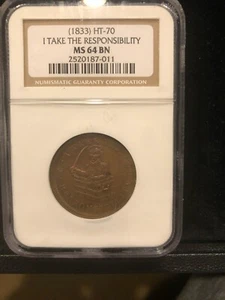 (1833) HT-70
I TAKE THE RESPONSIBILITY
MS 64 BN
2520187-011
NUMISMATIC GUARANTY CORPORATION